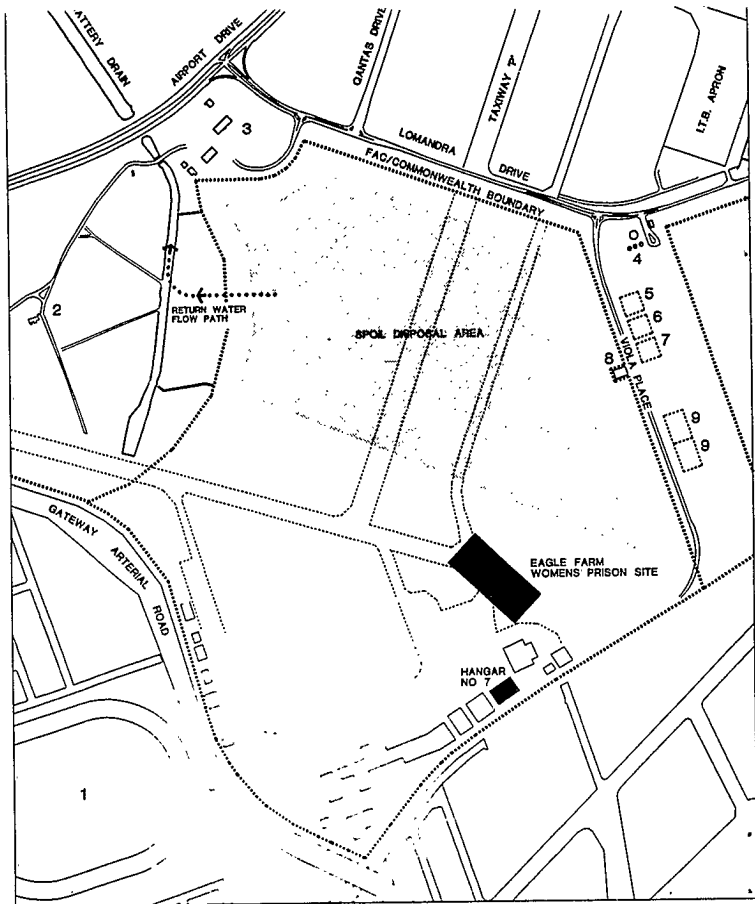 BATTERY DRAIN
AIRPORT DRIVE
QANTAS DRIVE
TAXIWAY A
I.T.B. APRON
3
LOMANDRA
DRIVE
FAC/COMMONWEALTH BOUNDARY
4
5
2
RETURN WATER
FLOW PATH
6
SPOIL DISPOSAL AREA
7
8
VIOLA PLACE
9
9
GATEWAY ARTERIAL
ROAD
EAGLE FARM
WOMENS' PRISON SITE
HANGAR
NO 7
1